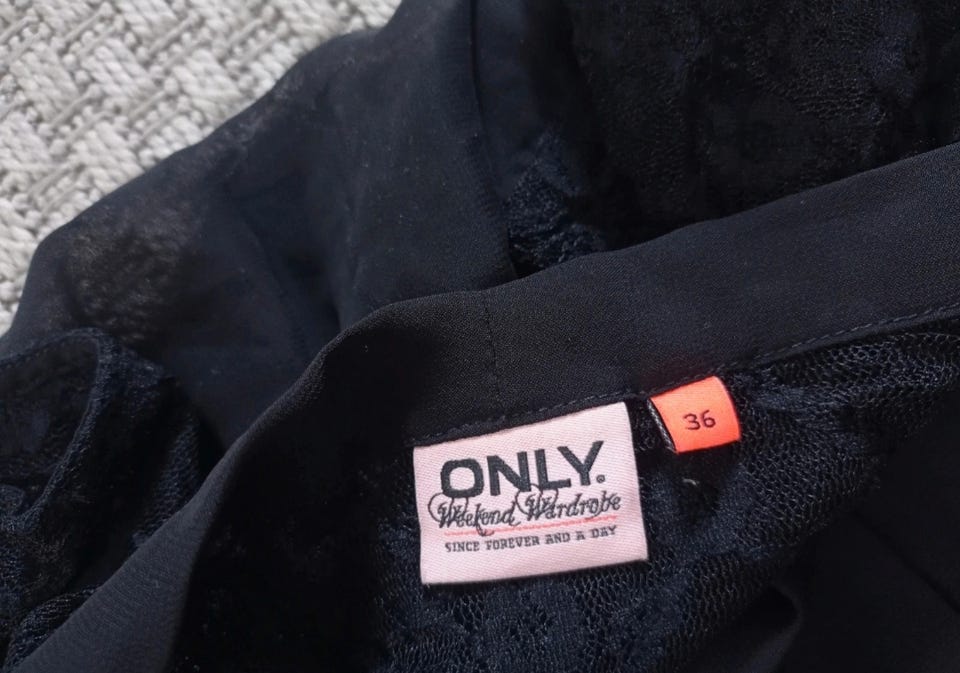 ONLY.
Weekend Wardrobe
SINCE FOREVER AND A DAY
36